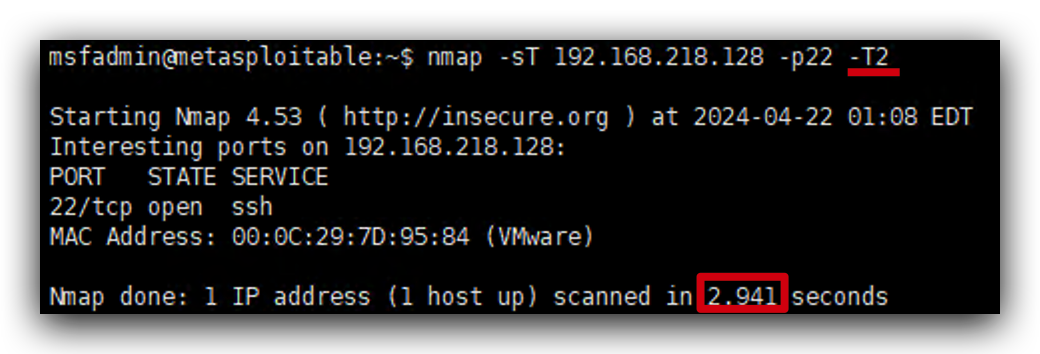 msfadmin@metasploitable:~$ nmap -sT 192.168.218.128 -p22 -T2
Starting Nmap 4.53 ( http://insecure.org ) at 2024-04-22 01:08 EDT
Interesting ports on 192.168.218.128:
PORT   STATE SERVICE
22/tcp open  ssh
MAC Address: 00:0C:29:7D:95:84 (VMware)
Nmap done: 1 IP address (1 host up) scanned in 2.941 seconds